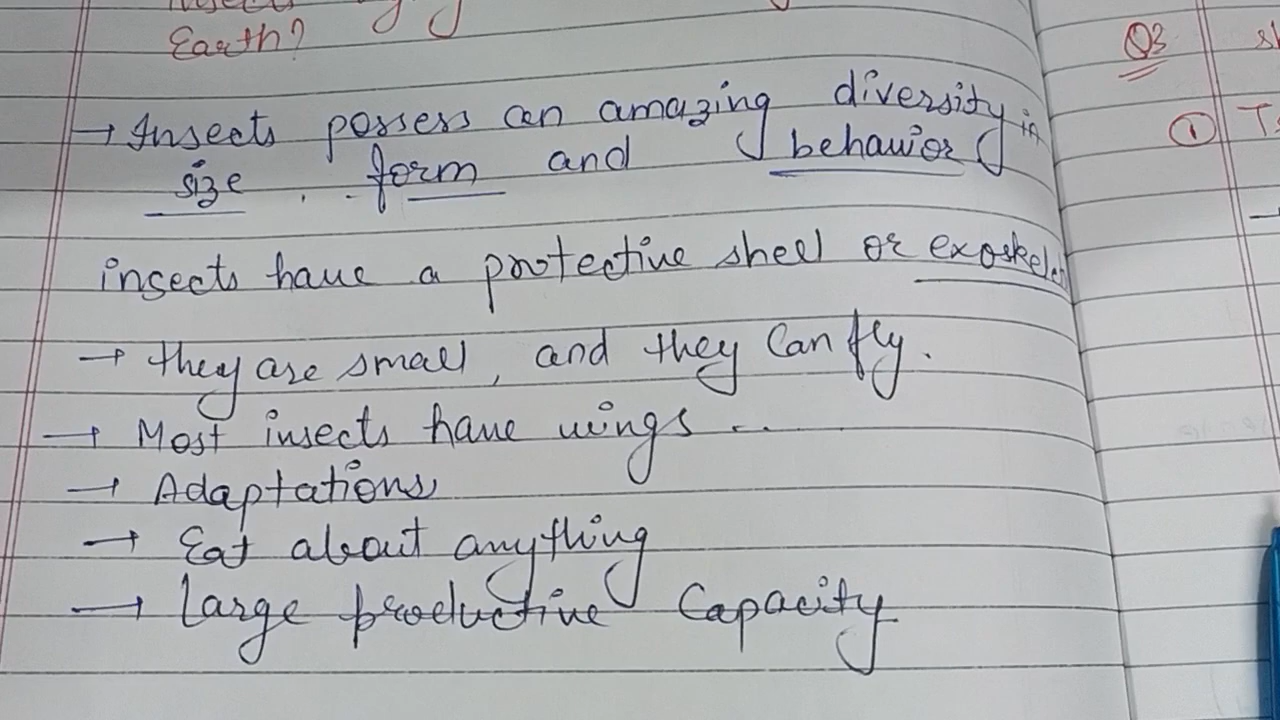 Earth?
→ Insects possess an amazing diversity in
size, form and behavior
insects have a protective shell or exoskele
→ they are small, and they can fly.
→ Most insects have wings ..
→ Adaptations
→ Eat about anything
→ Large productive Capacity
Q3
①